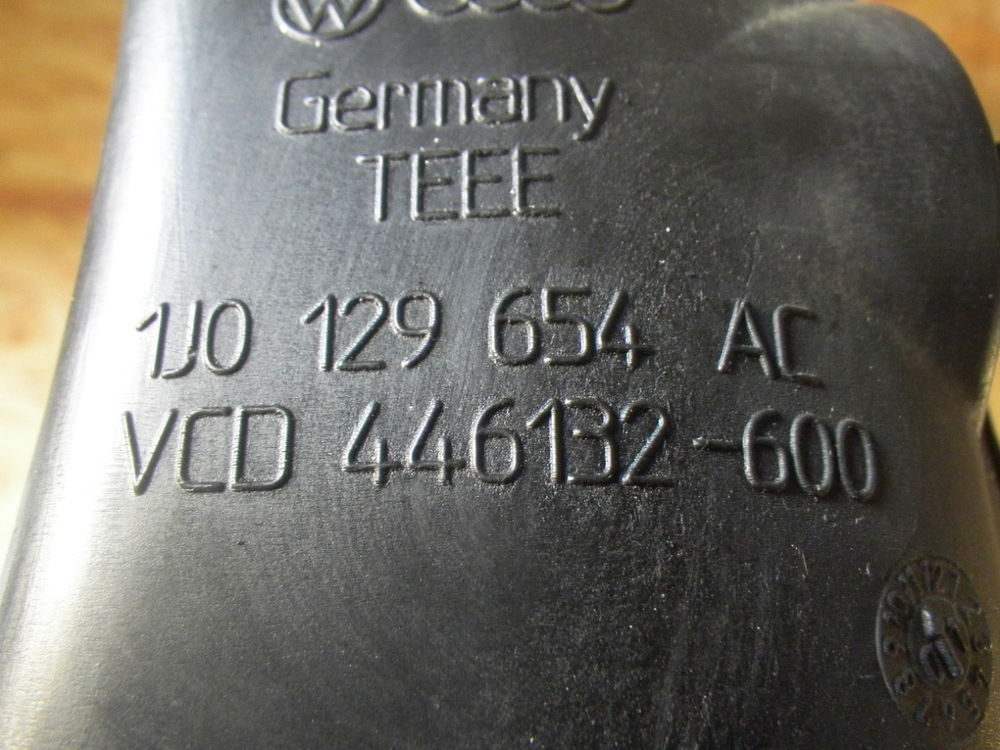 Germany
TEEE
1J0 129 654 AC
VCD 446132-600